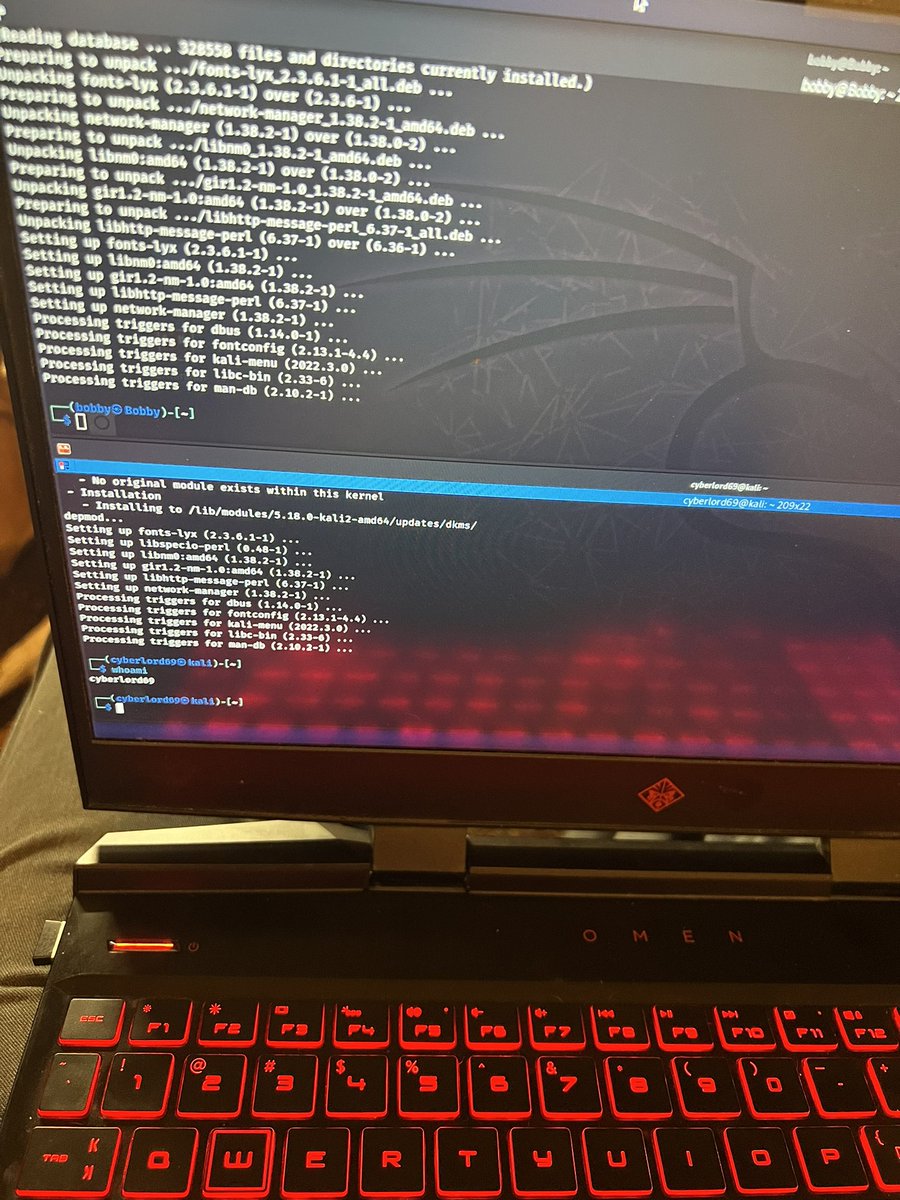 Reading database ... 328558 files and directories currently installed.)
Preparing to unpack .../fonts-lyx_2.3.6.1-1_all.deb ...
Unpacking fonts-lyx (2.3.6.1-1) over (2.3.6-1) ...
Preparing to unpack .../network-manager_1.38.2-1_amd64.deb ...
Unpacking network-manager (1.38.2-1) over (1.38.0-2) ...
Preparing to unpack .../libnm0_1.38.2-1_amd64.deb ...
Unpacking libnm0:amd64 (1.38.2-1) over (1.38.0-2) ...
Preparing to unpack .../gir1.2-nm-1.0_1.38.2-1_amd64.deb ...
Unpacking gir1.2-nm-1.0:amd64 (1.38.2-1) over (1.38.0-2) ...
Preparing to unpack .../libhttp-message-perl_6.37-1_all.deb ...
Unpacking libhttp-message-perl (6.37-1) over (6.36-1) ...
Setting up fonts-lyx (2.3.6.1-1) ...
Setting up libnm0:amd64 (1.38.2-1) ...
Setting up gir1.2-nm-1.0:amd64 (1.38.2-1) ...
Setting up libhttp-message-perl (6.37-1) ...
Setting up network-manager (1.38.2-1) ...
Processing triggers for dbus (1.14.0-1) ...
Processing triggers for fontconfig (2.13.1-4.4) ...
Processing triggers for kali-menu (2022.3.0) ...
Processing triggers for libc-bin (2.33-6) ...
Processing triggers for man-db (2.10.2-1) ...
bobby@Bobby: ~
bobby@Bobby: ~
(bobby㉿Bobby)-[~]
$
cyberlord69@kali: ~
cyberlord69@kali: ~ 209x22
- No original module exists within this kernel
- Installation
- Installing to /lib/modules/5.18.0-kali2-amd64/updates/dkms/
depmod...
Setting up fonts-lyx (2.3.6.1-1) ...
Setting up libspecio-perl (0.48-1) ...
Setting up libnm0:amd64 (1.38.2-1) ...
Setting up gir1.2-nm-1.0:amd64 (1.38.2-1) ...
Setting up libhttp-message-perl (6.37-1) ...
Setting up network-manager (1.38.2-1) ...
Processing triggers for dbus (1.14.0-1) ...
Processing triggers for fontconfig (2.13.1-4.4) ...
Processing triggers for kali-menu (2022.3.0) ...
Processing triggers for libc-bin (2.33-6) ...
Processing triggers for man-db (2.10.2-1) ...
(cyberlord69㉿kali)-[~]
$ whoami
cyberlord69
(cyberlord69㉿kali)-[~]
$
OMEN
ESC F1 F2 F3 F4 F5 F6 F7 F8 F9 F10 F11 F12
~ ! 1 @ 2 # 3 $ 4 % 5 ^ 6 & 7 * 8 ( 9 ) 0 _ - +
TAB Q W E R T Y U I O P {